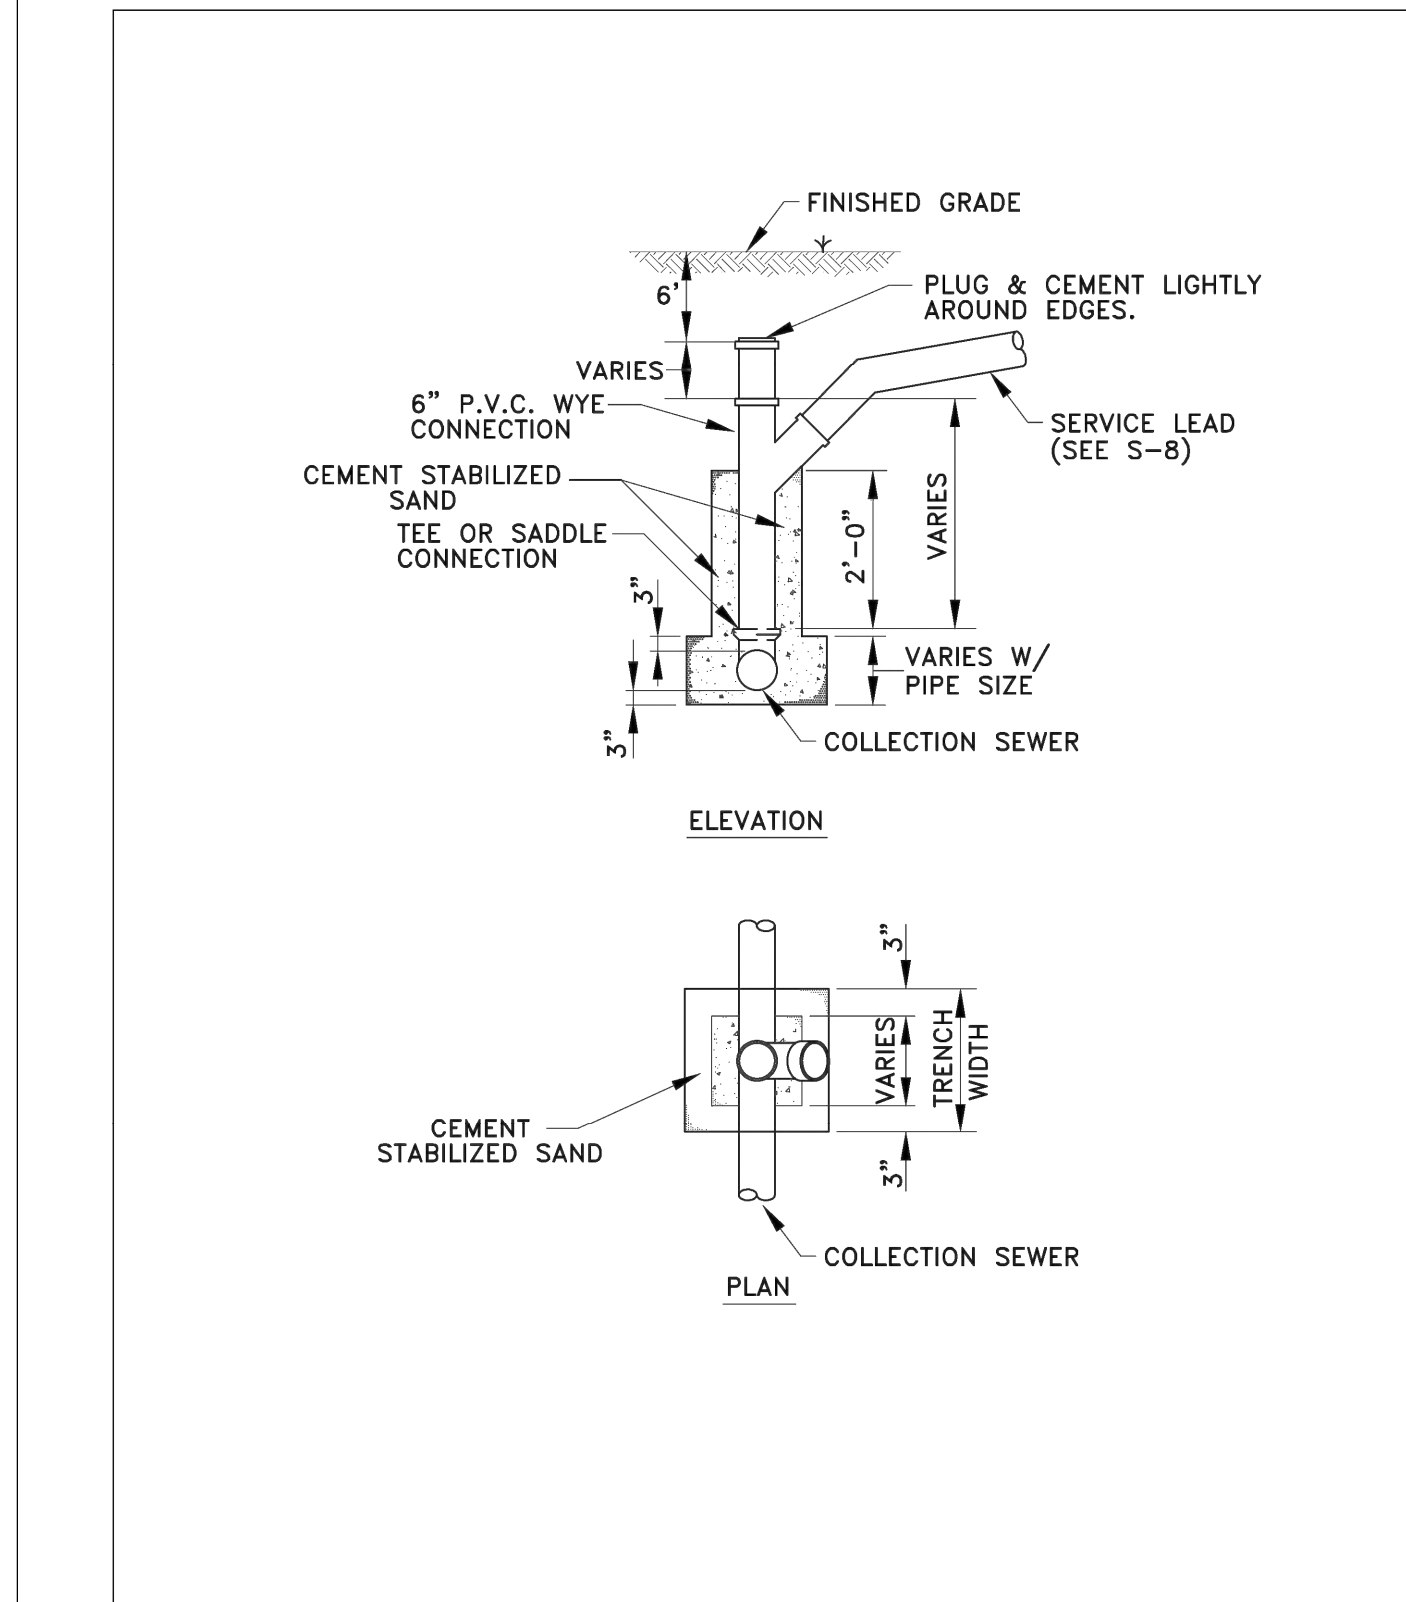 FINISHED GRADE
6'
PLUG & CEMENT LIGHTLY
AROUND EDGES.
VARIES
6" P.V.C. WYE
CONNECTION
SERVICE LEAD
(SEE S-8)
CEMENT STABILIZED
SAND
VARIES
2'-0"
TEE OR SADDLE
CONNECTION
3"
VARIES W/
PIPE SIZE
3"
COLLECTION SEWER
ELEVATION
3"
VARIES
TRENCH
WIDTH
CEMENT
STABILIZED SAND
3"
COLLECTION SEWER
PLAN